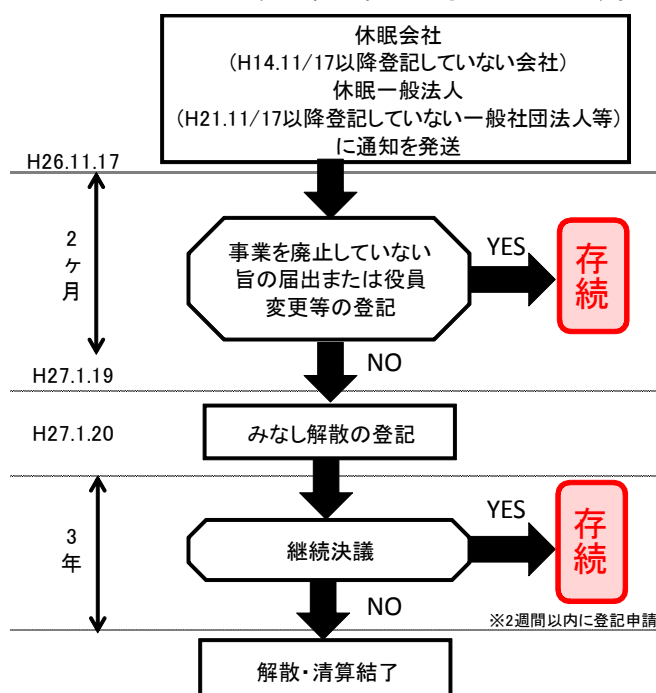 休眠会社
(H14.11/17以降登記していない会社)
休眠一般法人
(H21.11/17以降登記していない一般社団法人等)
に通知を発送
H26.11.17
2
ヶ
月
事業を廃止していない
旨の届出または役員
変更等の登記
YES
存
続
NO
H27.1.19
H27.1.20
みなし解散の登記
3
年
継続決議
YES
存
続
NO
※2週間以内に登記申請
解散・清算結了